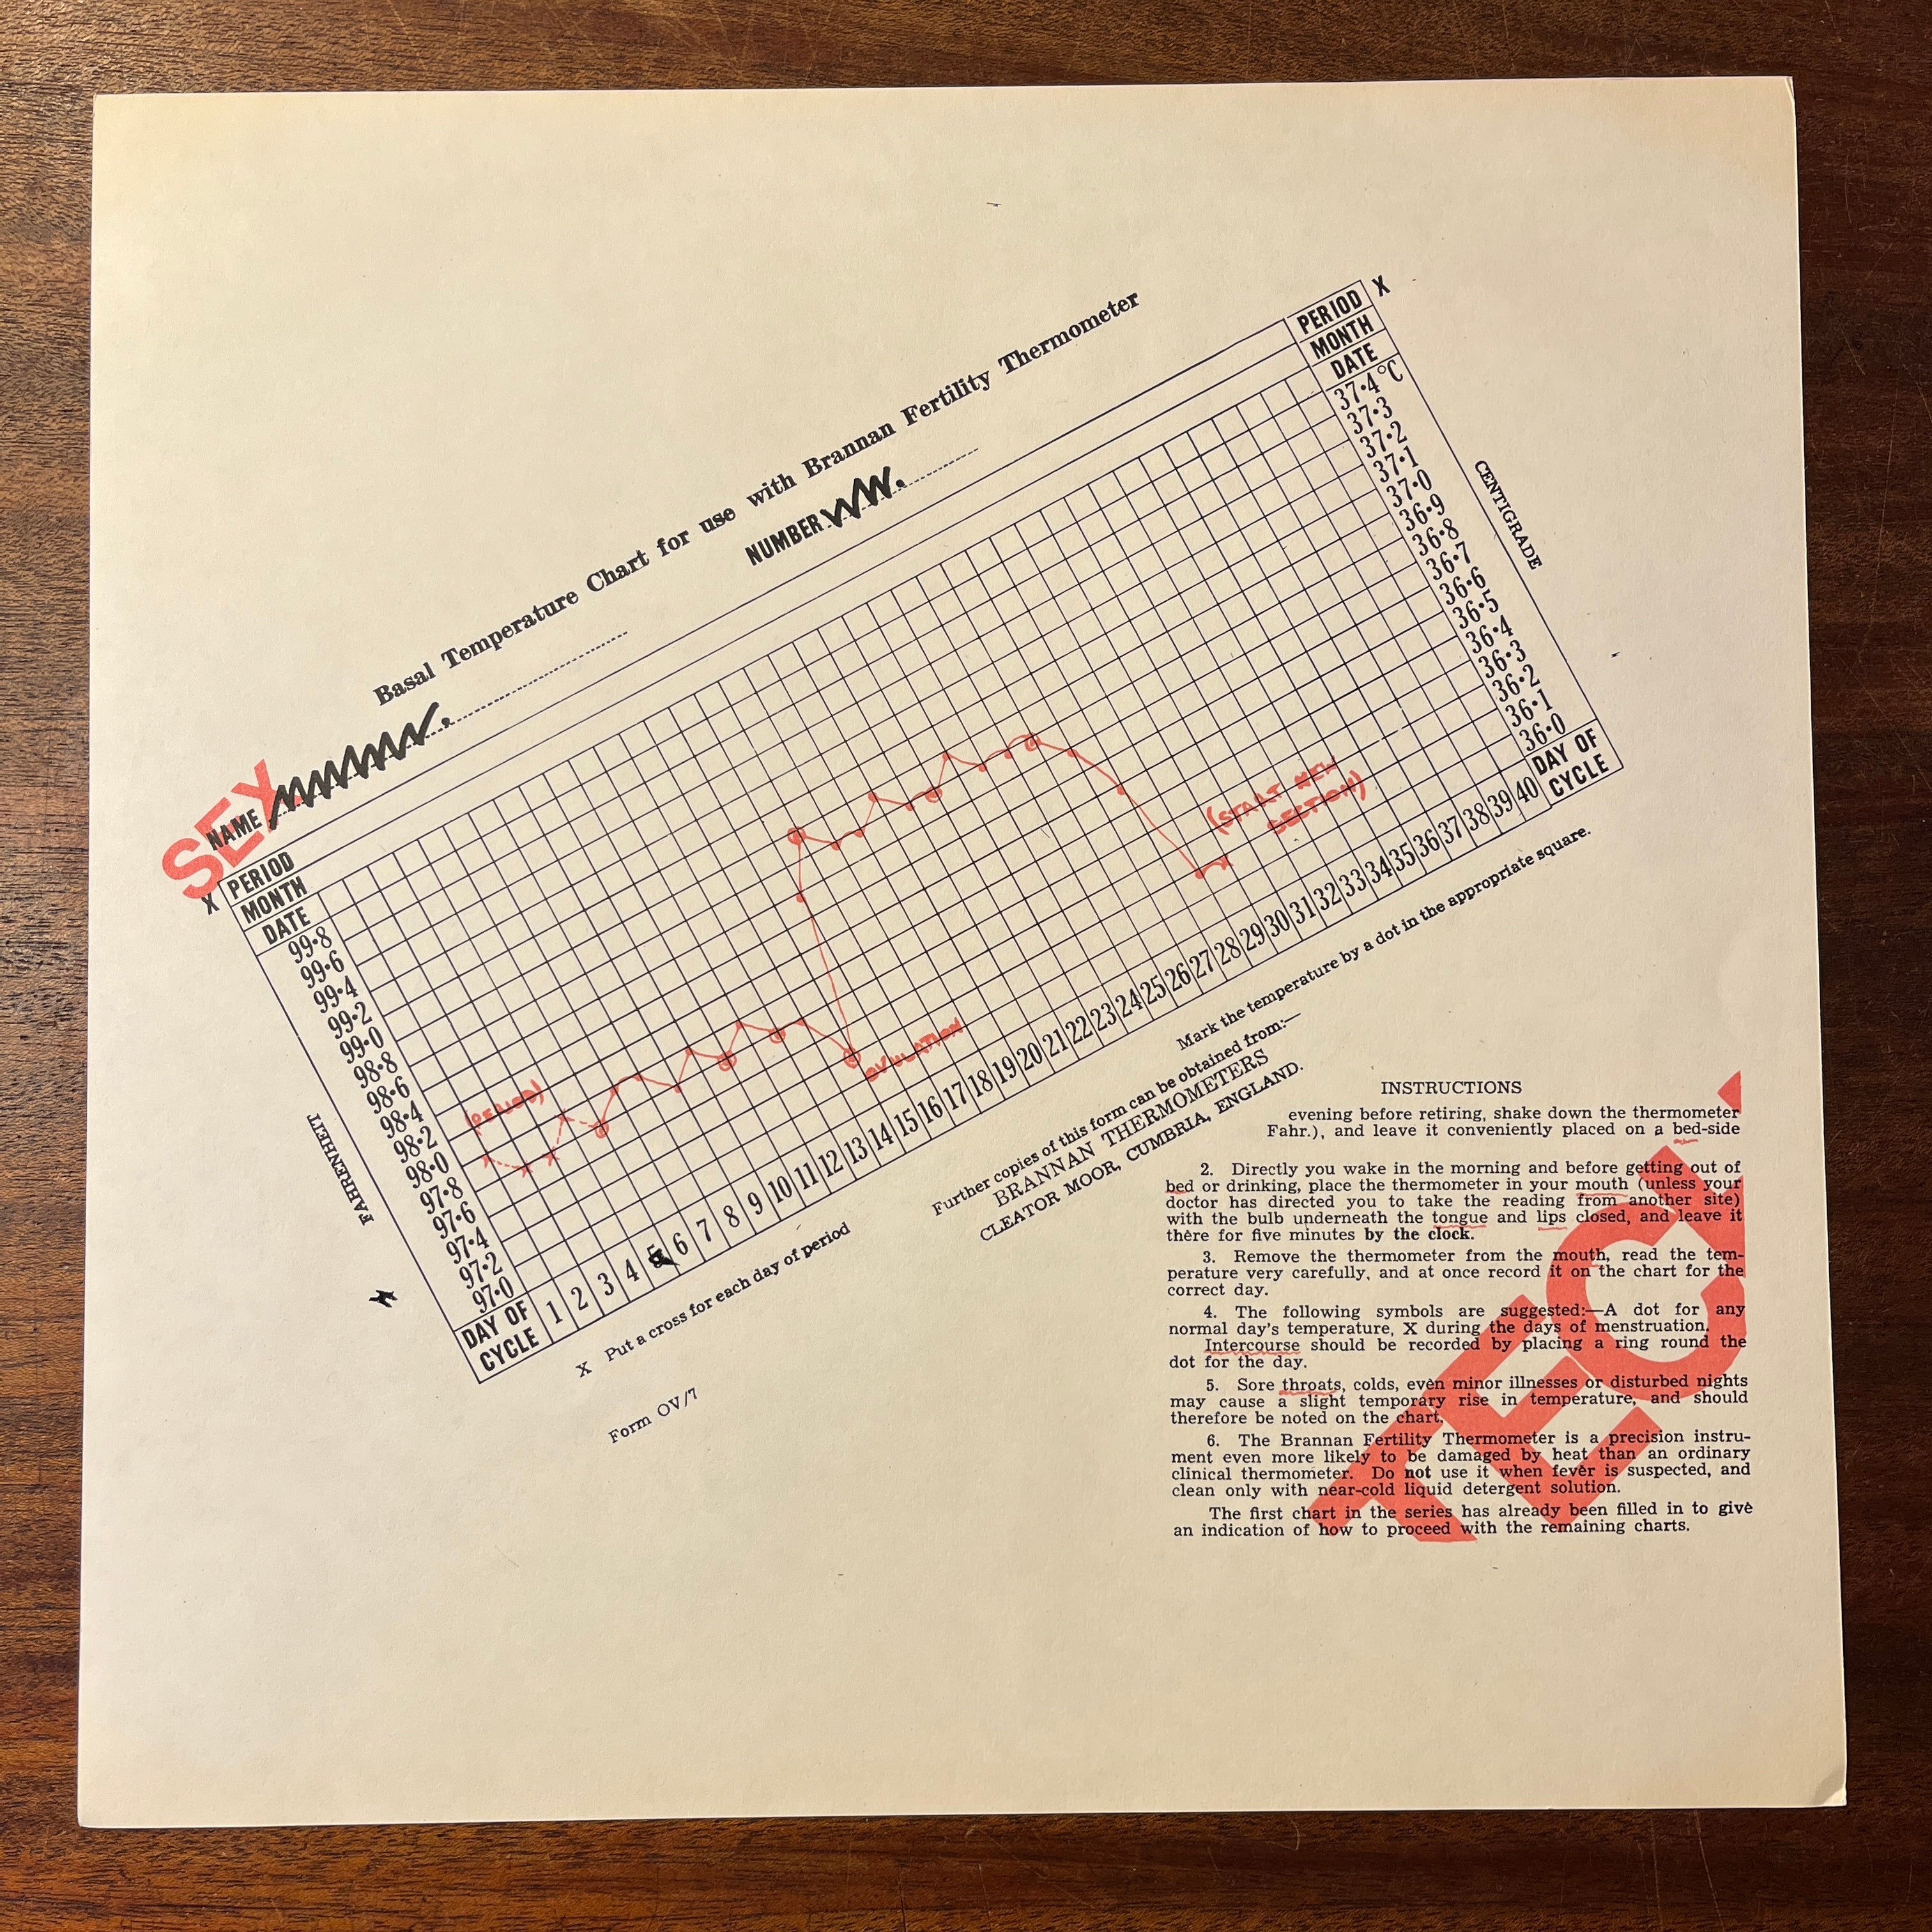 Basal Temperature Chart for use with Brannan Fertility Thermometer
SEX
NAME
NUMBER
X PERIOD
MONTH
DATE
99·8
99·6
99·4
99·2
99·0
98·8
98·6
98·4
98·2
98·0
97·8
97·6
97·4
97·2
97·0
DAY OF
CYCLE
FAHRENHEIT
PERIOD X
MONTH
DATE
37·4°C
37·3
37·2
37·1
37·0
36·9
36·8
36·7
36·6
36·5
36·4
36·3
36·2
36·1
36·0
DAY OF
CYCLE
CENTIGRADE
(PERIOD)
OVULATION
(START NEW
SECTION)
1 2 3 4 5 6 7 8 9 10 11 12 13 14 15 16 17 18 19 20 21 22 23 24 25 26 27 28 29 30 31 32 33 34 35 36 37 38 39 40
X Put a cross for each day of period
Mark the temperature by a dot in the appropriate square.
Form OV/7
Further copies of this form can be obtained from:—
BRANNAN THERMOMETERS
CLEATOR MOOR, CUMBRIA, ENGLAND.
INSTRUCTIONS
evening before retiring, shake down the thermometer
Fahr.), and leave it conveniently placed on a bed-side
2. Directly you wake in the morning and before getting out of
bed or drinking, place the thermometer in your mouth (unless your
doctor has directed you to take the reading from another site)
with the bulb underneath the tongue and lips closed, and leave it
there for five minutes by the clock.
3. Remove the thermometer from the mouth, read the tem-
perature very carefully, and at once record it on the chart for the
correct day.
4. The following symbols are suggested:—A dot for any
normal day's temperature, X during the days of menstruation.
Intercourse should be recorded by placing a ring round the
dot for the day.
5. Sore throats, colds, even minor illnesses or disturbed nights
may cause a slight temporary rise in temperature, and should
therefore be noted on the chart.
6. The Brannan Fertility Thermometer is a precision instru-
ment even more likely to be damaged by heat than an ordinary
clinical thermometer. Do not use it when fever is suspected, and
clean only with near-cold liquid detergent solution.
The first chart in the series has already been filled in to give
an indication of how to proceed with the remaining charts.